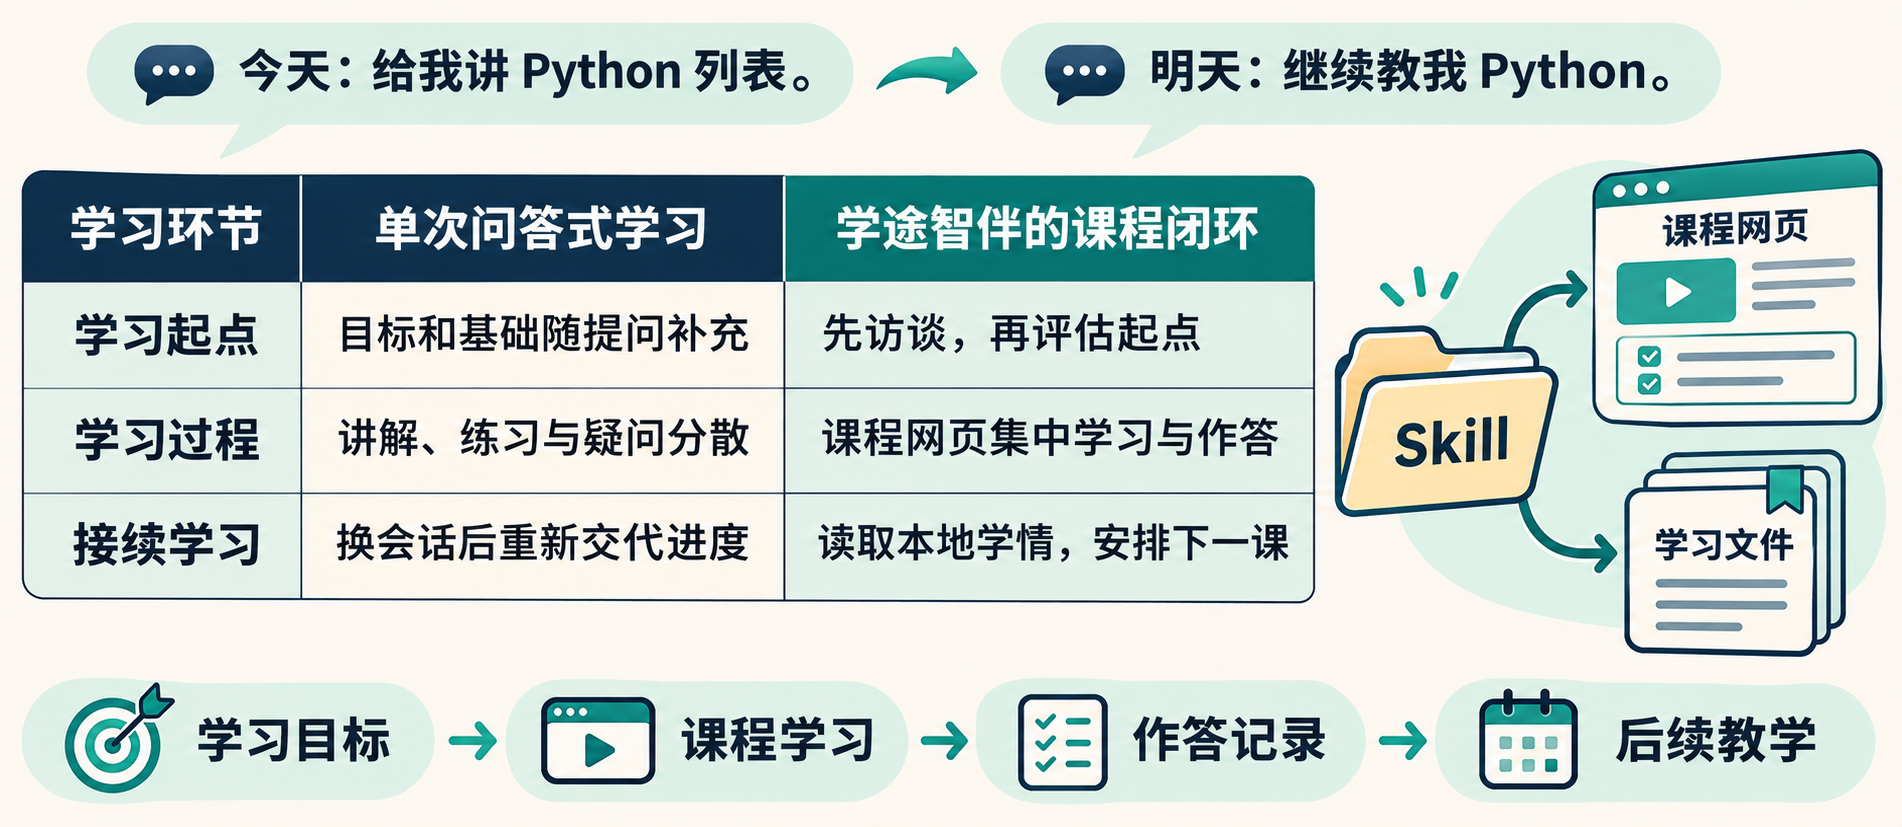 今天：给我讲 Python 列表。
明天：继续教我 Python。
学习环节 单次问答式学习 学途智伴的课程闭环
学习起点 目标和基础随提问补充 先访谈，再评估起点
学习过程 讲解、练习与疑问分散 课程网页集中学习与作答
接续学习 换会话后重新交代进度 读取本地学情，安排下一课
课程网页
Skill
学习文件
学习目标
课程学习
作答记录
后续教学